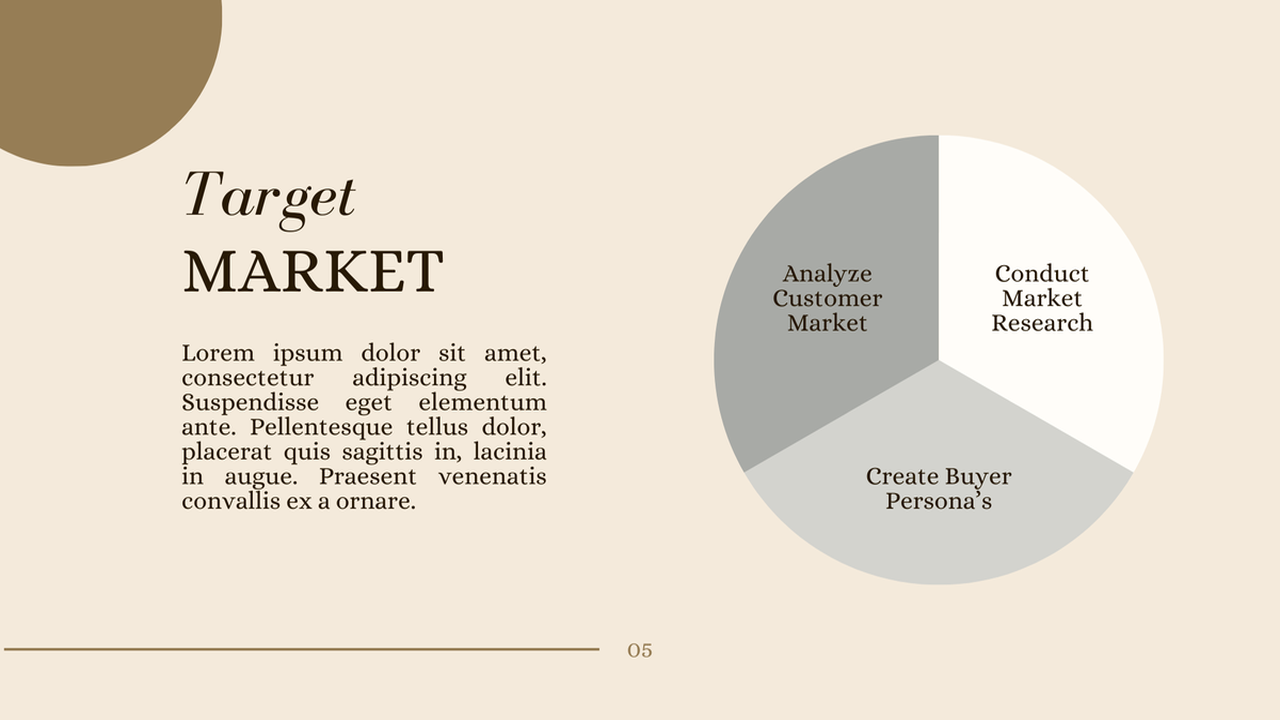 Target
MARKET
Lorem ipsum dolor sit amet,
consectetur adipiscing elit.
Suspendisse eget elementum
ante. Pellentesque tellus dolor,
placerat quis sagittis in, lacinia
in augue. Praesent venenatis
convallis ex a ornare.
Analyze
Customer
Market
Conduct
Market
Research
Create Buyer
Persona’s
05